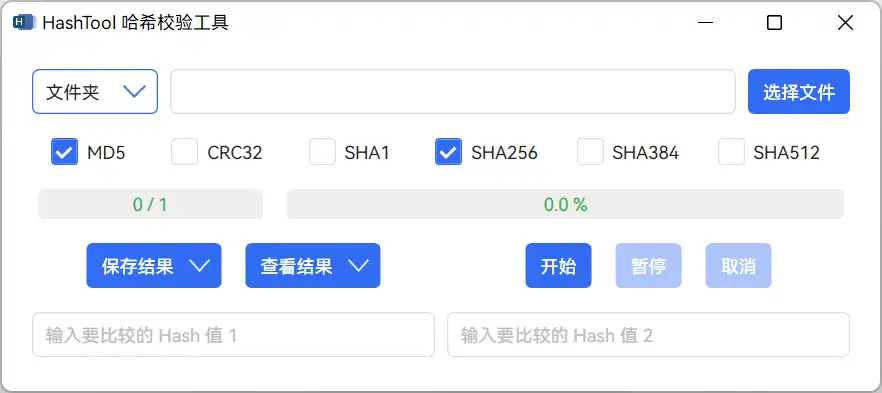 HashTool 哈希校验工具
文件夹 选择文件
MD5 CRC32 SHA1 SHA256 SHA384 SHA512
0 / 1 0.0 %
保存结果 查看结果 开始 暂停 取消
输入要比较的 Hash 值 1 输入要比较的 Hash 值 2